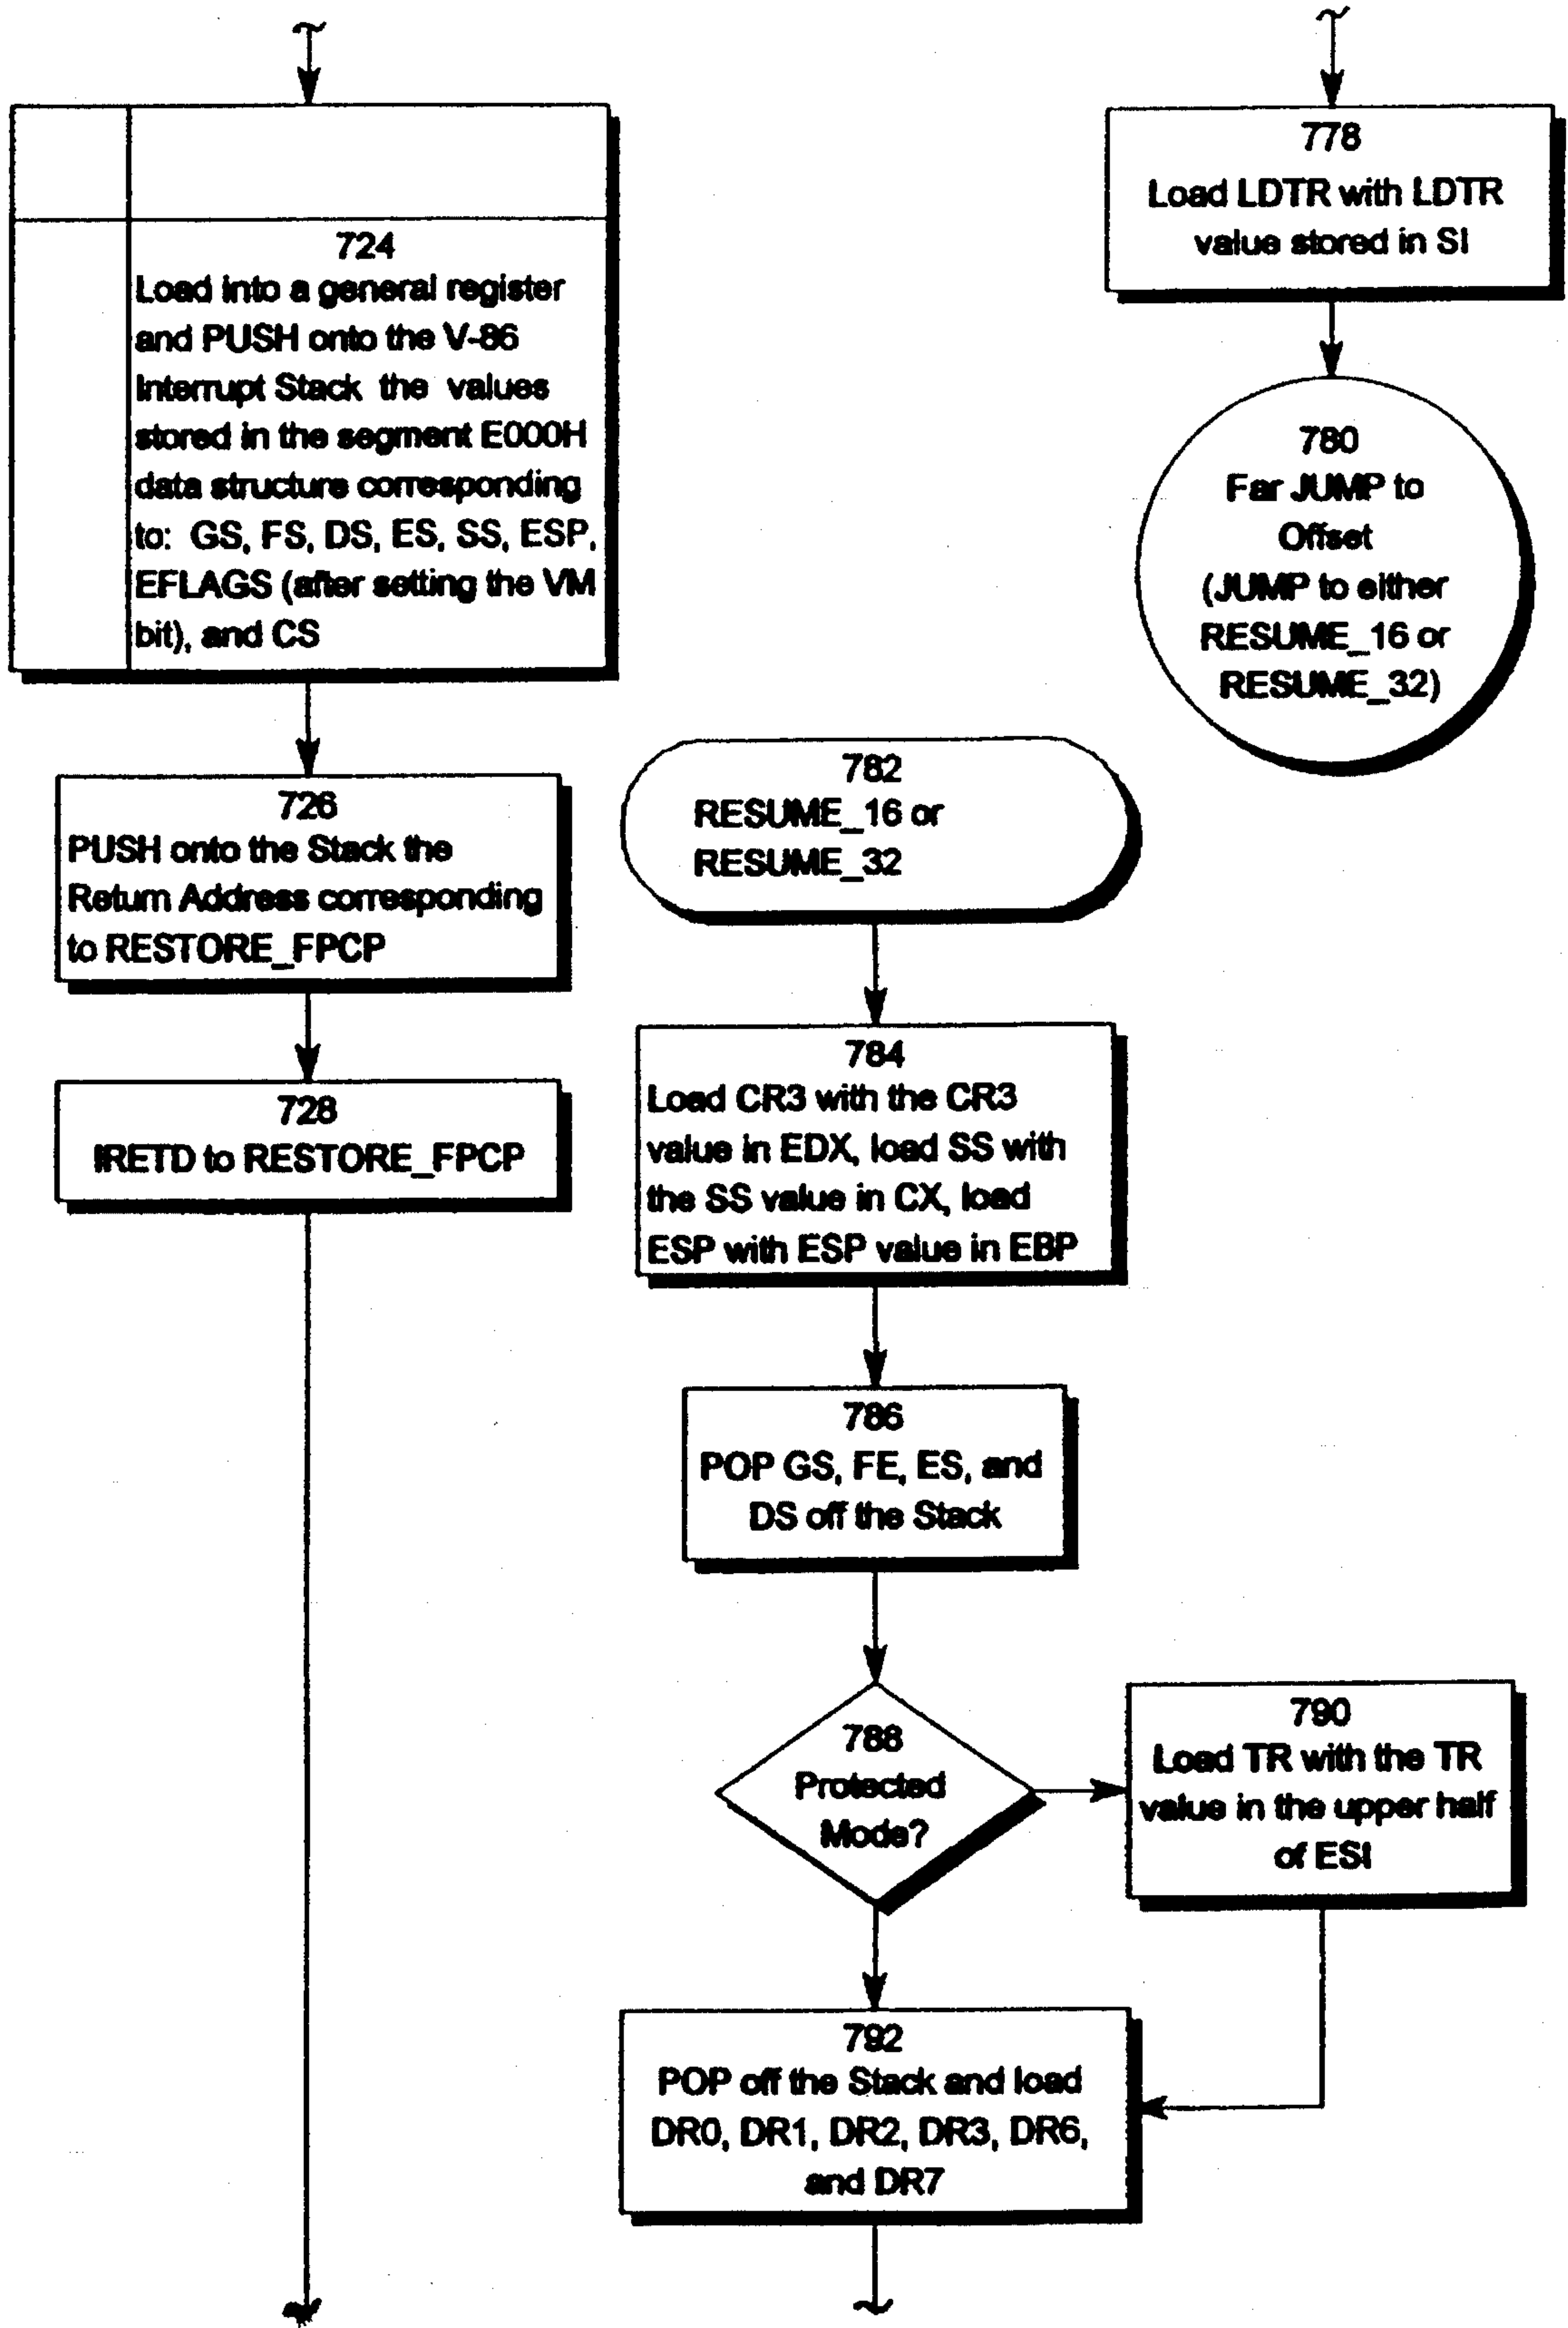 724
Load into a general register
and PUSH onto the V-86
Interrupt Stack the values
stored in the segment E000H
data structure corresponding
to: GS, FS, DS, ES, SS, ESP,
EFLAGS (after setting the VM
bit), and CS
726
PUSH onto the Stack the
Return Address corresponding
to RESTORE_FPCP
728
IRETD to RESTORE_FPCP
778
Load LDTR with LDTR
value stored in SI
780
Far JUMP to
Offset
(JUMP to either
RESUME_16 or
RESUME_32)
782
RESUME_16 or
RESUME_32
784
Load CR3 with the CR3
value in EDX, load SS with
the SS value in CX, load
ESP with ESP value in EBP
786
POP GS, FE, ES, and
DS off the Stack
788
Protected
Mode?
790
Load TR with the TR
value in the upper half
of ESI
792
POP off the Stack and load
DR0, DR1, DR2, DR3, DR6,
and DR7